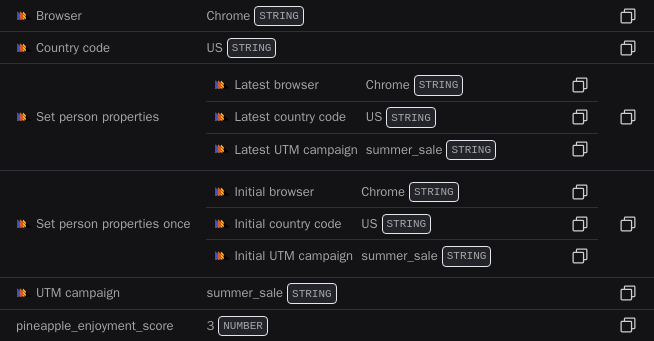 Browser Chrome STRING
Country code US STRING
Latest browser Chrome STRING
Set person properties Latest country code US STRING
Latest UTM campaign summer_sale STRING
Initial browser Chrome STRING
Set person properties once Initial country code US STRING
Initial UTM campaign summer_sale STRING
UTM campaign summer_sale STRING
pineapple_enjoyment_score 3 NUMBER